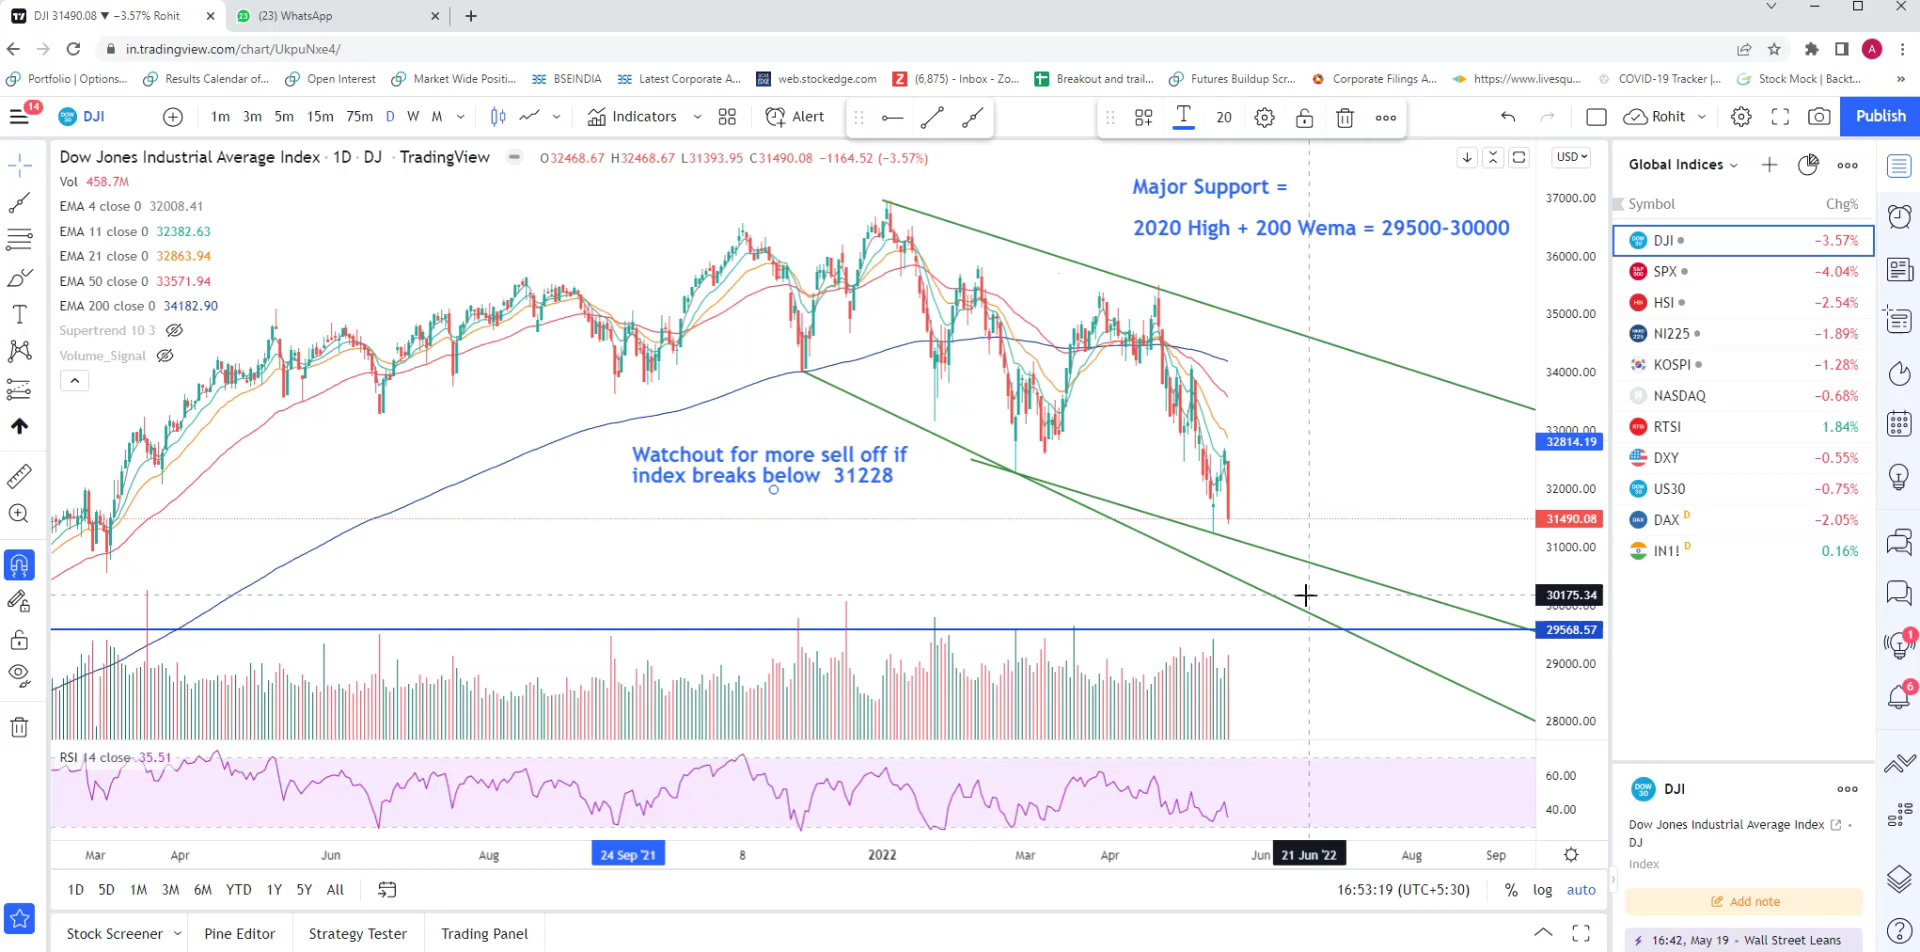 DJI 31490.08 ▼ −3.57% Rohit
(23) WhatsApp
in.tradingview.com/chart/UkpuNxe4/
A
Portfolio | Options...
Results Calendar of...
Open Interest
Market Wide Positi...
BSEINDIA
Latest Corporate A...
web.stockedge.com
(6,875) - Inbox - Zo...
Breakout and trail...
Futures Buildup Scr...
Corporate Filings A...
https://www.livesqu...
COVID-19 Tracker |...
Stock Mock | Backt...
14
DJI
1m 3m 5m 15m 75m D W M
Indicators
Alert
T 20
Rohit
Publish
Dow Jones Industrial Average Index · 1D · DJ · TradingView
O32468.67 H32468.67 L31393.95 C31490.08 −1164.52 (−3.57%)
Vol 458.7M
EMA 4 close 0 32008.41
EMA 11 close 0 32382.63
EMA 21 close 0 32863.94
EMA 50 close 0 33571.94
EMA 200 close 0 34182.90
Supertrend 10 3
Volume_Signal
Major Support =
2020 High + 200 Wema = 29500-30000
Watchout for more sell off if
index breaks below 31228
USD
37000.00
36000.00
35000.00
34000.00
33000.00
32814.19
32000.00
31490.08
31000.00
30175.34
30000.00
29568.57
29000.00
28000.00
RSI 14 close 35.51
60.00
40.00
Mar Apr Jun Aug 24 Sep '21 8 2022 Mar Apr Jun 21 Jun '22 Aug Sep
1D 5D 1M 3M 6M YTD 1Y 5Y All
16:53:19 (UTC+5:30) % log auto
Stock Screener
Pine Editor
Strategy Tester
Trading Panel
Global Indices
Symbol Chg%
DJI −3.57%
SPX −4.04%
HSI −2.54%
NI225 −1.89%
KOSPI −1.28%
NASDAQ −0.68%
RTSI 1.84%
DXY −0.55%
US30 −0.75%
DAX D −2.05%
IN1! D 0.16%
DJI
Dow Jones Industrial Average Index ·
DJ
Index
Add note
16:42, May 19 · Wall Street Leans
1
6